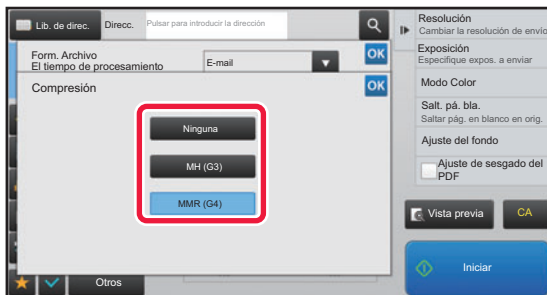 Lib. de direc.
Direcc.
Pulsar para introducir la dirección
Form. Archivo
El tiempo de procesamiento
E-mail
OK
Compresión
OK
Ninguna
MH (G3)
MMR (G4)
Otros
Resolución
Cambiar la resolución de envío
Exposición
Especifique expos. a enviar
Modo Color
Salt. pá. bla.
Saltar pág. en blanco en orig.
Ajuste del fondo
Ajuste de sesgado del
PDF
Vista previa
CA
Iniciar